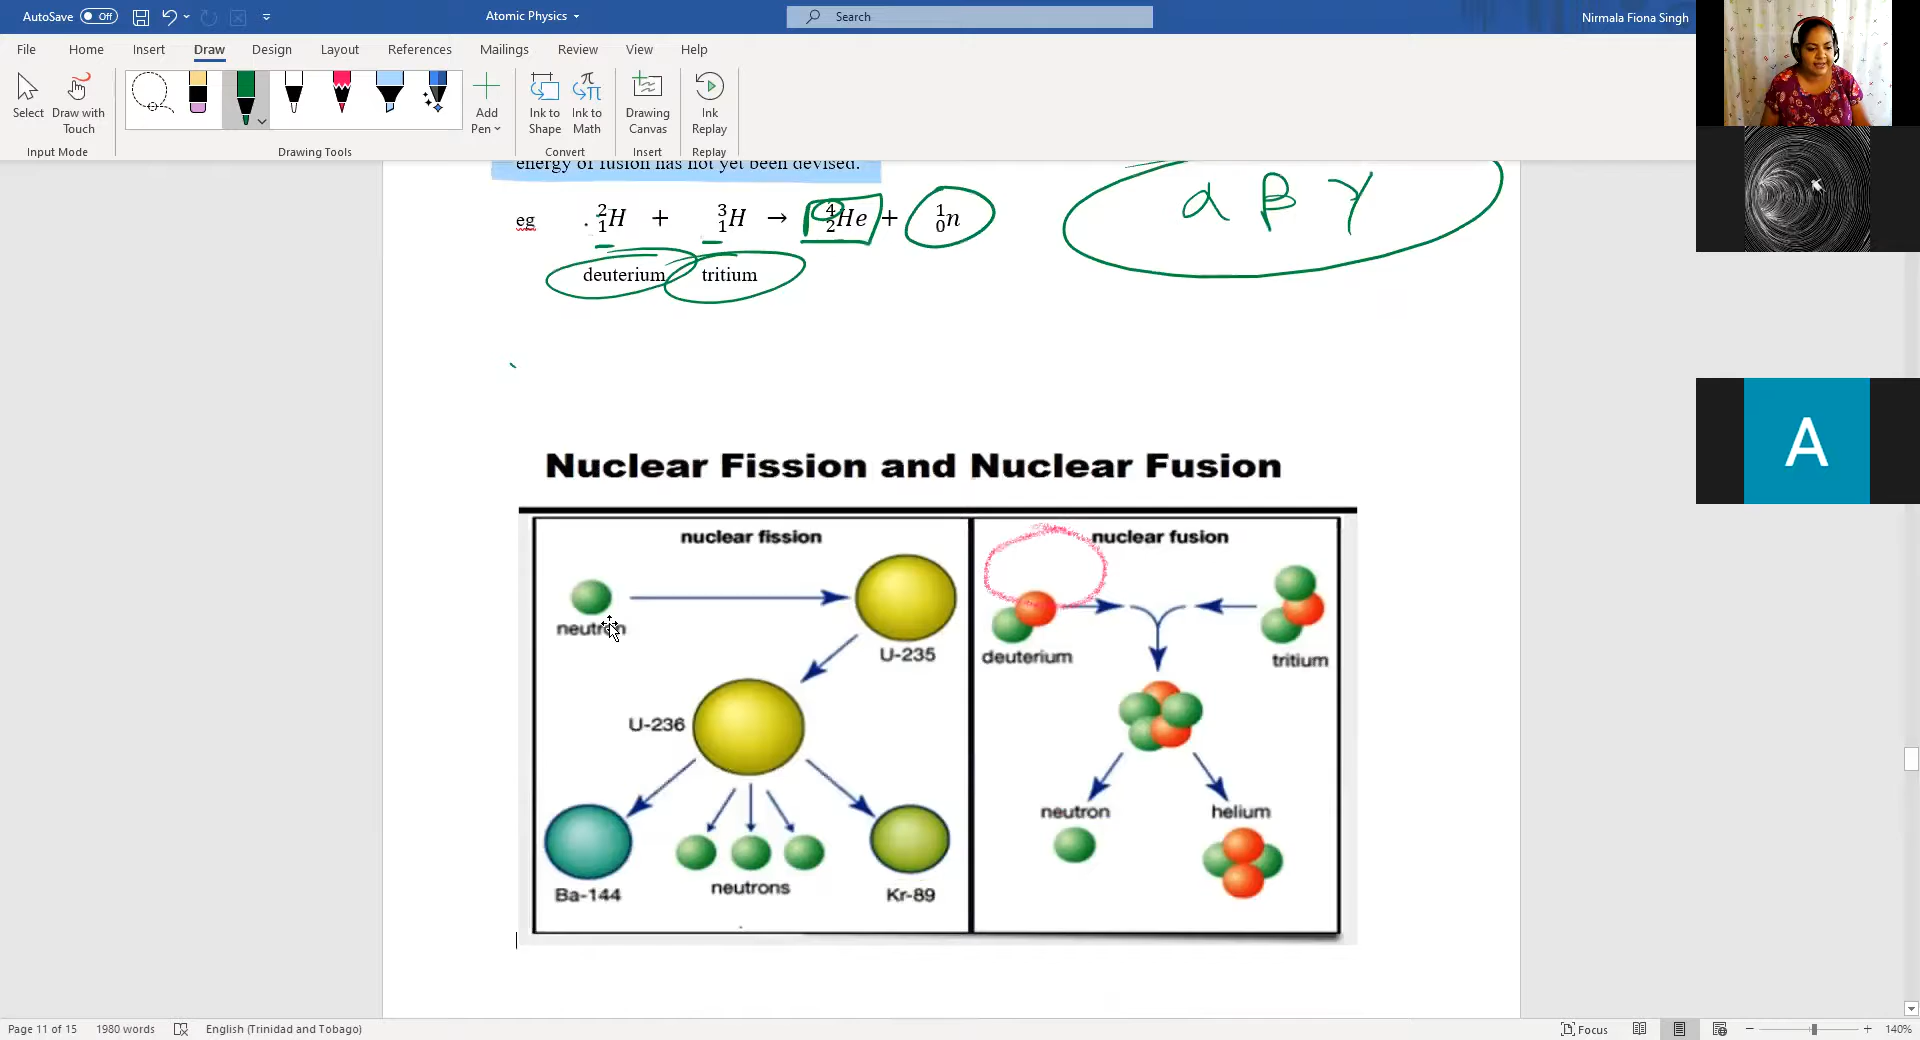 AutoSave Off Atomic Physics Search Nirmala Fiona Singh
File Home Insert Draw Design Layout References Mailings Review View Help
Select Draw with Touch Add Pen Ink to Shape Ink to Math Drawing Canvas Ink Replay
Input Mode Drawing Tools Convert Insert Replay
energy of fusion has not yet been devised.
α β γ
eg . ²₁H + ³₁H → ⁴₂He + ¹₀n
deuterium tritium
A
Nuclear Fission and Nuclear Fusion
nuclear fission
neutron
U-235
U-236
Ba-144
neutrons
Kr-89
nuclear fusion
deuterium
tritium
neutron
helium
Page 11 of 15 1980 words English (Trinidad and Tobago) Focus 140%